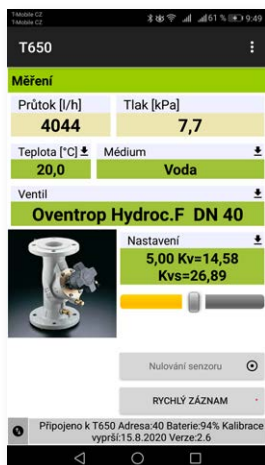 T-Mobile CZ
T-Mobile CZ
61 % 9:49
T650
Měření
Průtok [l/h] Tlak [kPa]
4044 7,7
Teplota [°C] Médium
20,0 Voda
Ventil
Oventrop Hydroc.F DN 40
Nastavení
5,00 Kv=14,58
Kvs=26,89
Nulování senzoru
RYCHLÝ ZÁZNAM
Připojeno k T650 Adresa:40 Baterie:94% Kalibrace
vyprší:15.8.2020 Verze:2.6